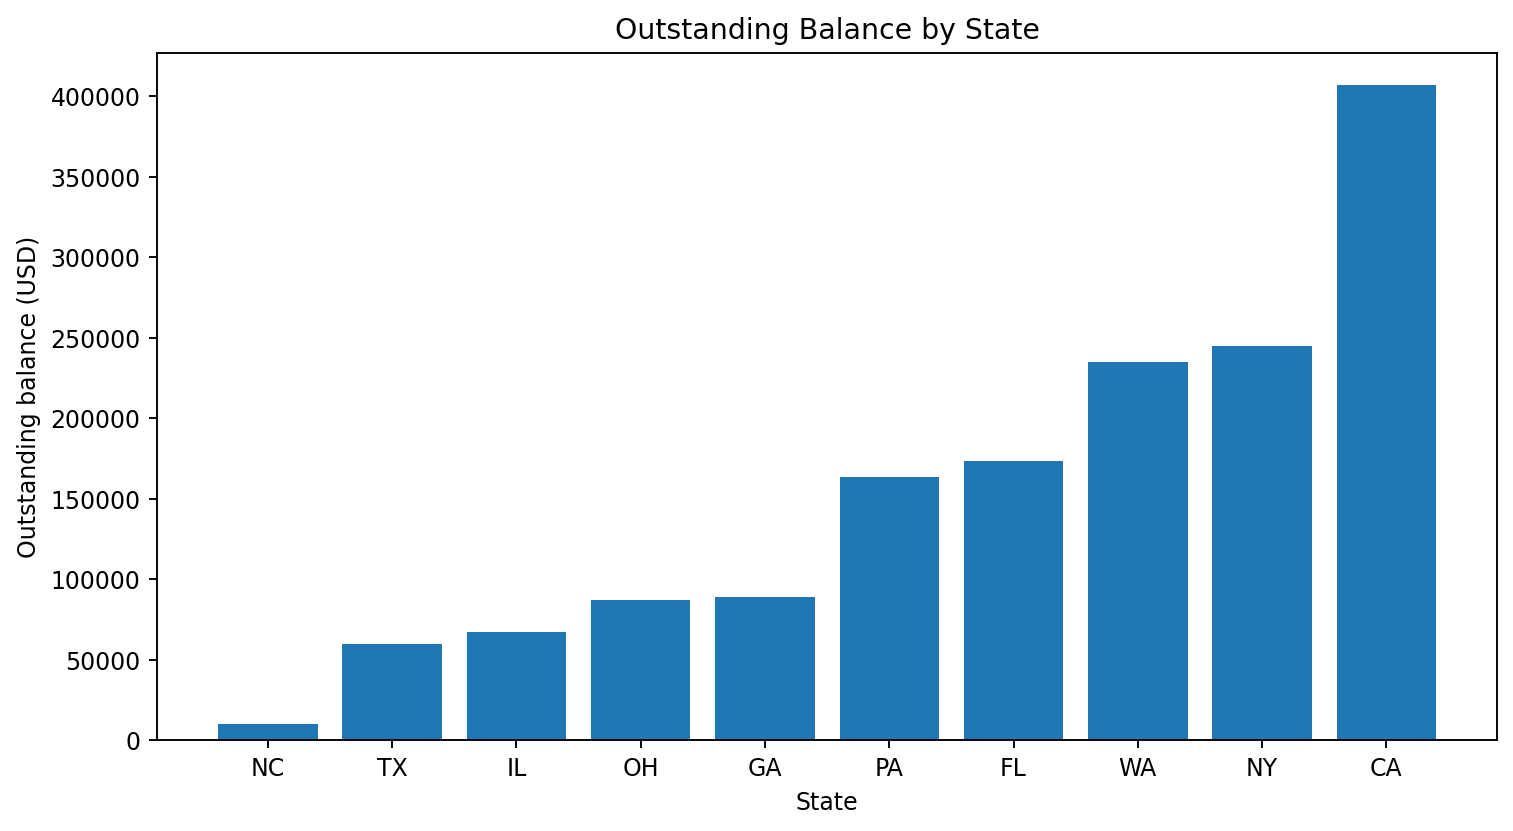 Outstanding Balance by State
Outstanding balance (USD)
400000
350000
300000
250000
200000
150000
100000
50000
0
NC TX IL OH GA PA FL WA NY CA
State